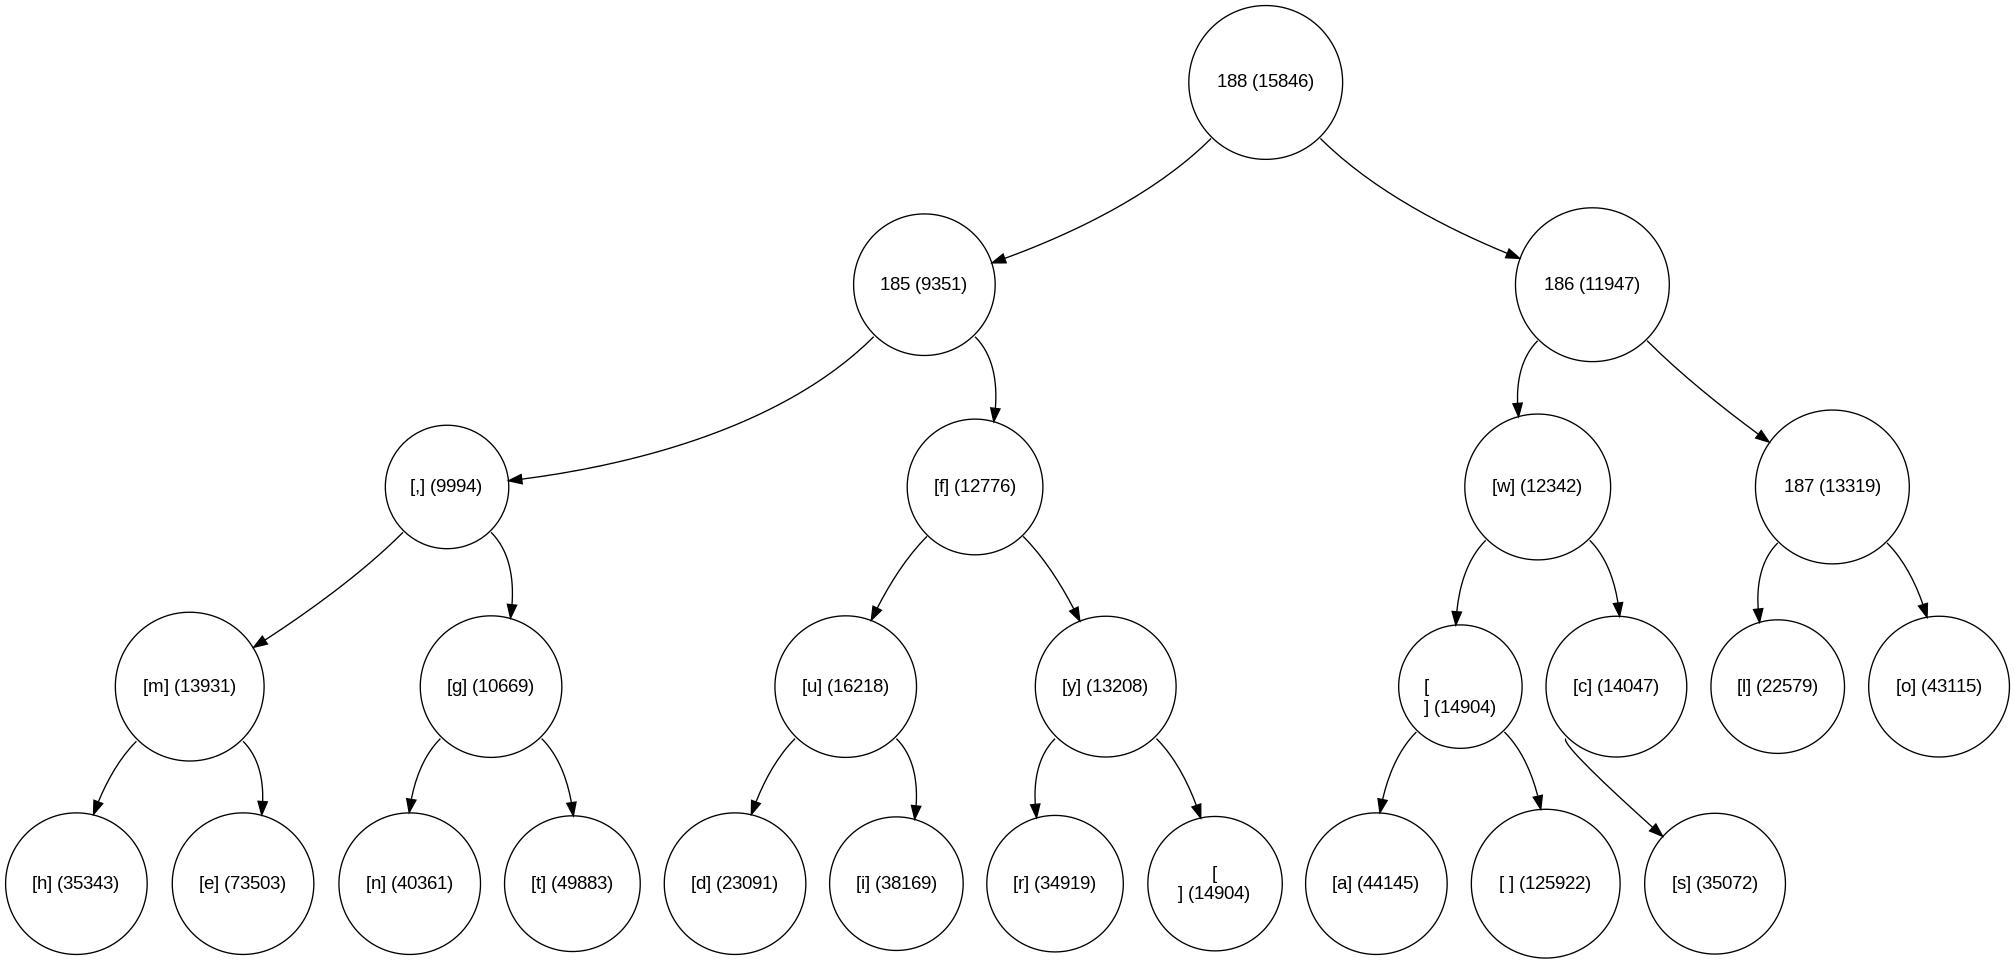 188 (15846)
185 (9351)
186 (11947)
[,] (9994)
[f] (12776)
[w] (12342)
187 (13319)
[m] (13931)
[g] (10669)
[u] (16218)
[y] (13208)
[
] (14904)
[c] (14047)
[l] (22579)
[o] (43115)
[h] (35343)
[e] (73503)
[n] (40361)
[t] (49883)
[d] (23091)
[i] (38169)
[r] (34919)
[
] (14904)
[a] (44145)
[ ] (125922)
[s] (35072)